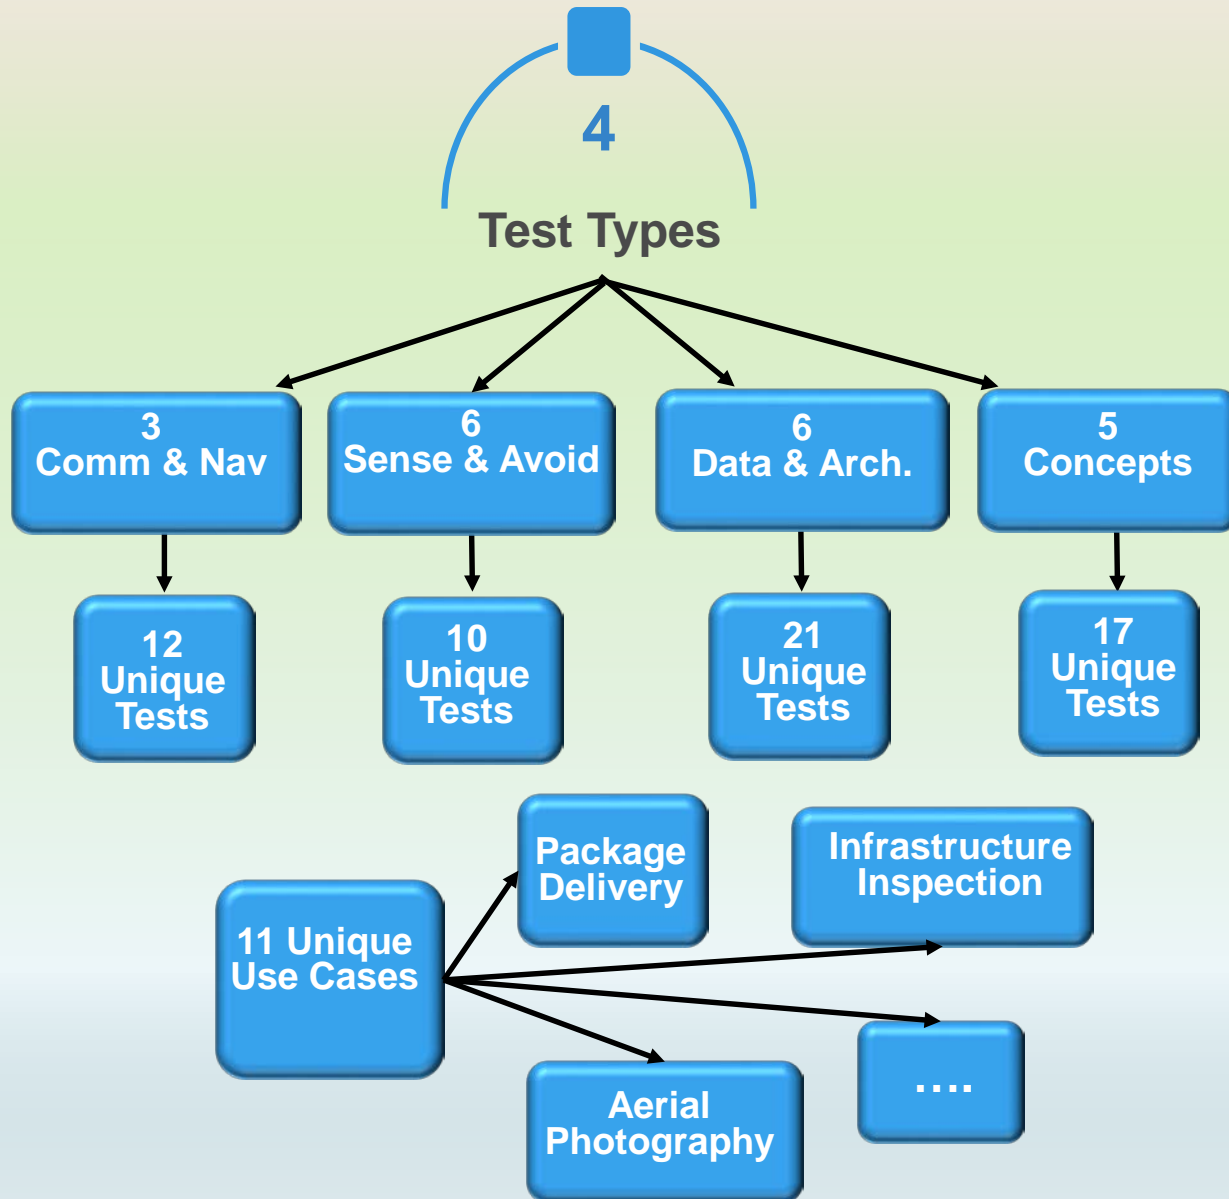 4
Test Types
3
Comm & Nav
6
Sense & Avoid
6
Data & Arch.
5
Concepts
12
Unique
Tests
10
Unique
Tests
21
Unique
Tests
17
Unique
Tests
Package
Delivery
Infrastructure
Inspection
11 Unique
Use Cases
....
Aerial
Photography